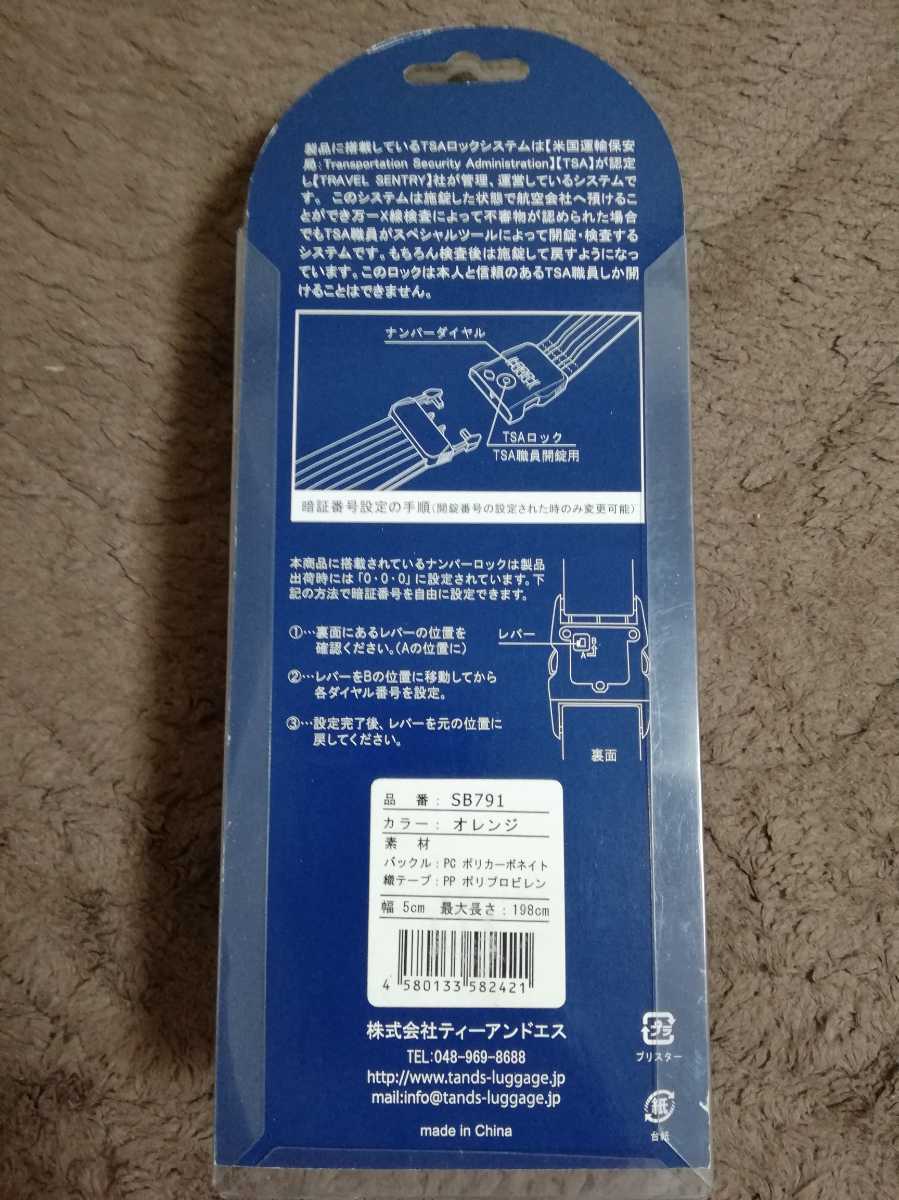 製品に搭載しているTSAロックシステムは【米国運輸保安
局:Transportation Security Administration】【TSA】が認定
し【TRAVEL SENTRY】社が管理、運営しているシステムで
す。このシステムは施錠した状態で航空会社へ預けるこ
とができ万一X線検査によって不審物が認められた場合
でもTSA職員がスペシャルツールによって開錠・検査する
システムです。もちろん検査後は施錠して戻すようになっ
ています。このロックは本人と信頼のあるTSA職員しか開
けることはできません。
ナンバーダイヤル
TSAロック
TSA職員開錠用
暗証番号設定の手順(開錠番号の設定された時のみ変更可能)
本商品に搭載されているナンバーロックは製品
出荷時には「0・0・0」に設定されています。下
記の方法で暗証番号を自由に設定できます。
①…裏面にあるレバーの位置を
確認ください。(Aの位置に)
②…レバーをBの位置に移動してから
各ダイヤル番号を設定。
③…設定完了後、レバーを元の位置に
戻してください。
レバー
B
A
裏面
品 番: SB791
カラー: オレンジ
素 材
バックル:PC ポリカーボネイト
織テープ:PP ポリプロピレン
幅 5cm 最大長さ:198cm
4 580133 582421
株式会社ティーアンドエス
TEL:048-969-8688
http://www.tands-luggage.jp
mail:info@tands-luggage.jp
made in China
プラ
ブリスター
紙
台紙